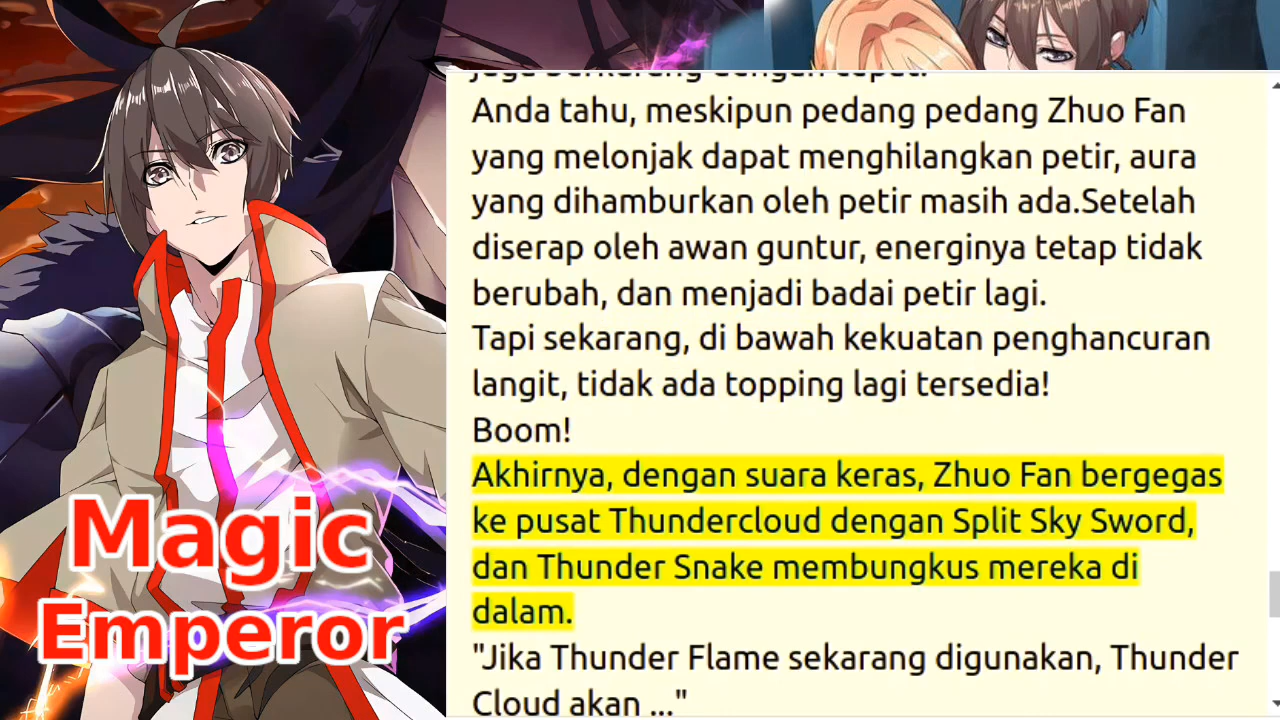 Anda tahu, meskipun pedang pedang Zhuo Fan
yang melonjak dapat menghilangkan petir, aura
yang dihamburkan oleh petir masih ada.Setelah
diserap oleh awan guntur, energinya tetap tidak
berubah, dan menjadi badai petir lagi.
Tapi sekarang, di bawah kekuatan penghancuran
langit, tidak ada topping lagi tersedia!
Boom!
Akhirnya, dengan suara keras, Zhuo Fan bergegas
ke pusat Thundercloud dengan Split Sky Sword,
dan Thunder Snake membungkus mereka di
dalam.
"Jika Thunder Flame sekarang digunakan, Thunder
Cloud akan ..."
Magic
Emperor